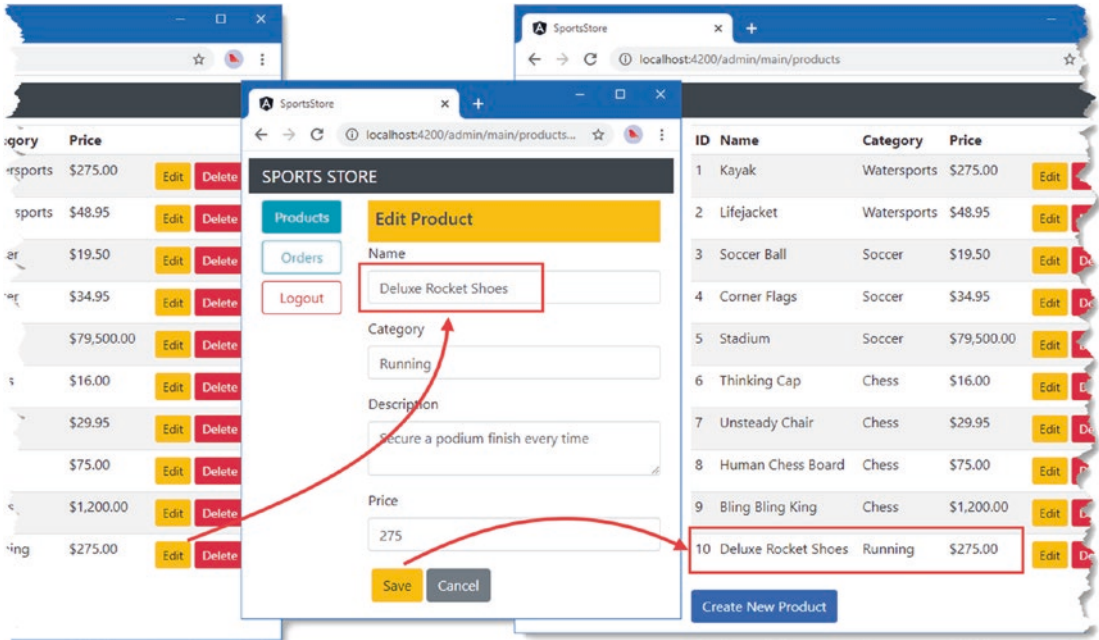 Price
$275.00 Edit Delete
$48.95 Edit Delete
$19.50 Edit Delete
$34.95 Edit Delete
$79,500.00 Edit Delete
$16.00 Edit Delete
$29.95 Edit Delete
$75.00 Edit Delete
$1,200.00 Edit Delete
$275.00 Edit Delete
SportsStore
localhost:4200/admin/main/products...
SPORTS STORE
Products
Orders
Logout
Edit Product
Name
Deluxe Rocket Shoes
Category
Running
Description
Secure a podium finish every time
Price
275
Save Cancel
SportsStore
localhost:4200/admin/main/products
ID Name Category Price
1 Kayak Watersports $275.00 Edit
2 Lifejacket Watersports $48.95 Edit
3 Soccer Ball Soccer $19.50 Edit
4 Corner Flags Soccer $34.95 Edit
5 Stadium Soccer $79,500.00 Edit
6 Thinking Cap Chess $16.00 Edit
7 Unsteady Chair Chess $29.95 Edit
8 Human Chess Board Chess $75.00 Edit
9 Bling Bling King Chess $1,200.00 Edit
10 Deluxe Rocket Shoes Running $275.00 Edit
Create New Product